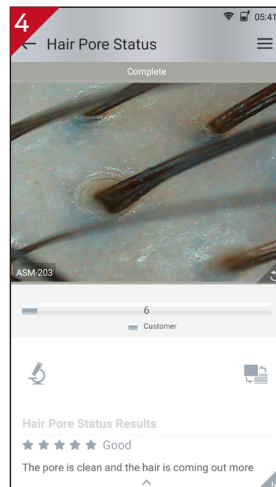 4
05:41
Hair Pore Status
Complete
ASM-203
6
Customer
Hair Pore Status Results
Good
The pore is clean and the hair is coming out more